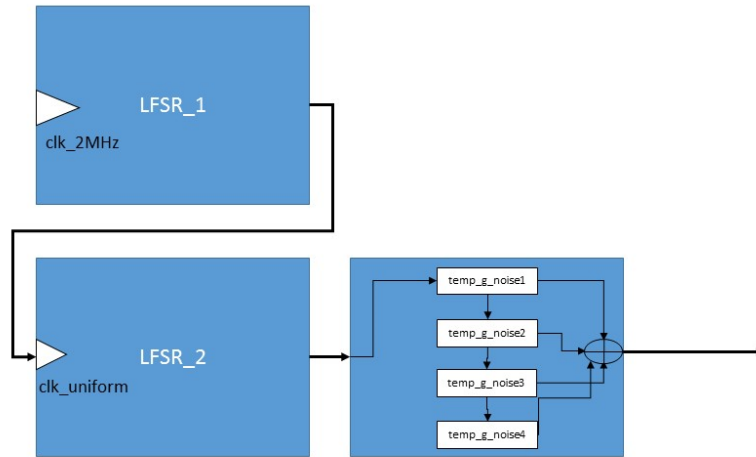 LFSR_1
clk_2MHz
LFSR_2
clk_uniform
temp_g_noise1
temp_g_noise2
temp_g_noise3
temp_g_noise4